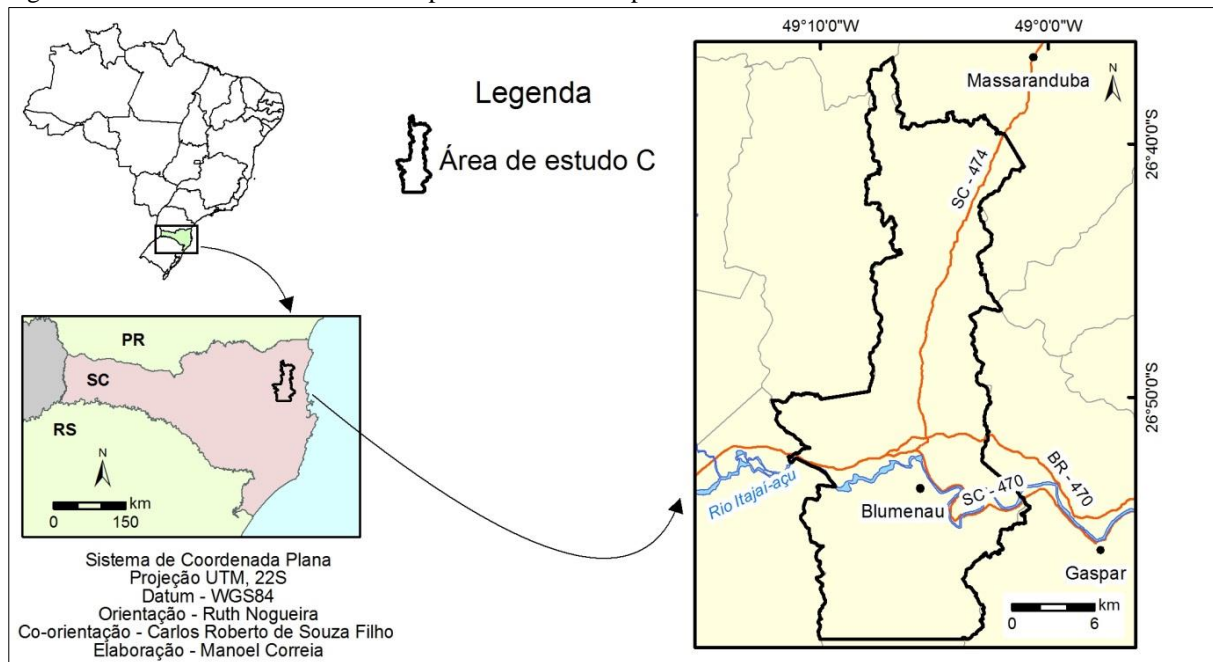 Legenda
Área de estudo C
PR
SC
RS
N
km
0 150
Sistema de Coordenada Plana
Projeção UTM, 22S
Datum - WGS84
Orientação - Ruth Nogueira
Co-orientação - Carlos Roberto de Souza Filho
Elaboração - Manoel Correia
49°10'0"W 49°0'0"W
Massaranduba
N
26°40'0"S
SC - 474
26°50'0"S
BR - 470
SC - 470
Rio Itajaí-açu
Blumenau
Gaspar
km
0 6